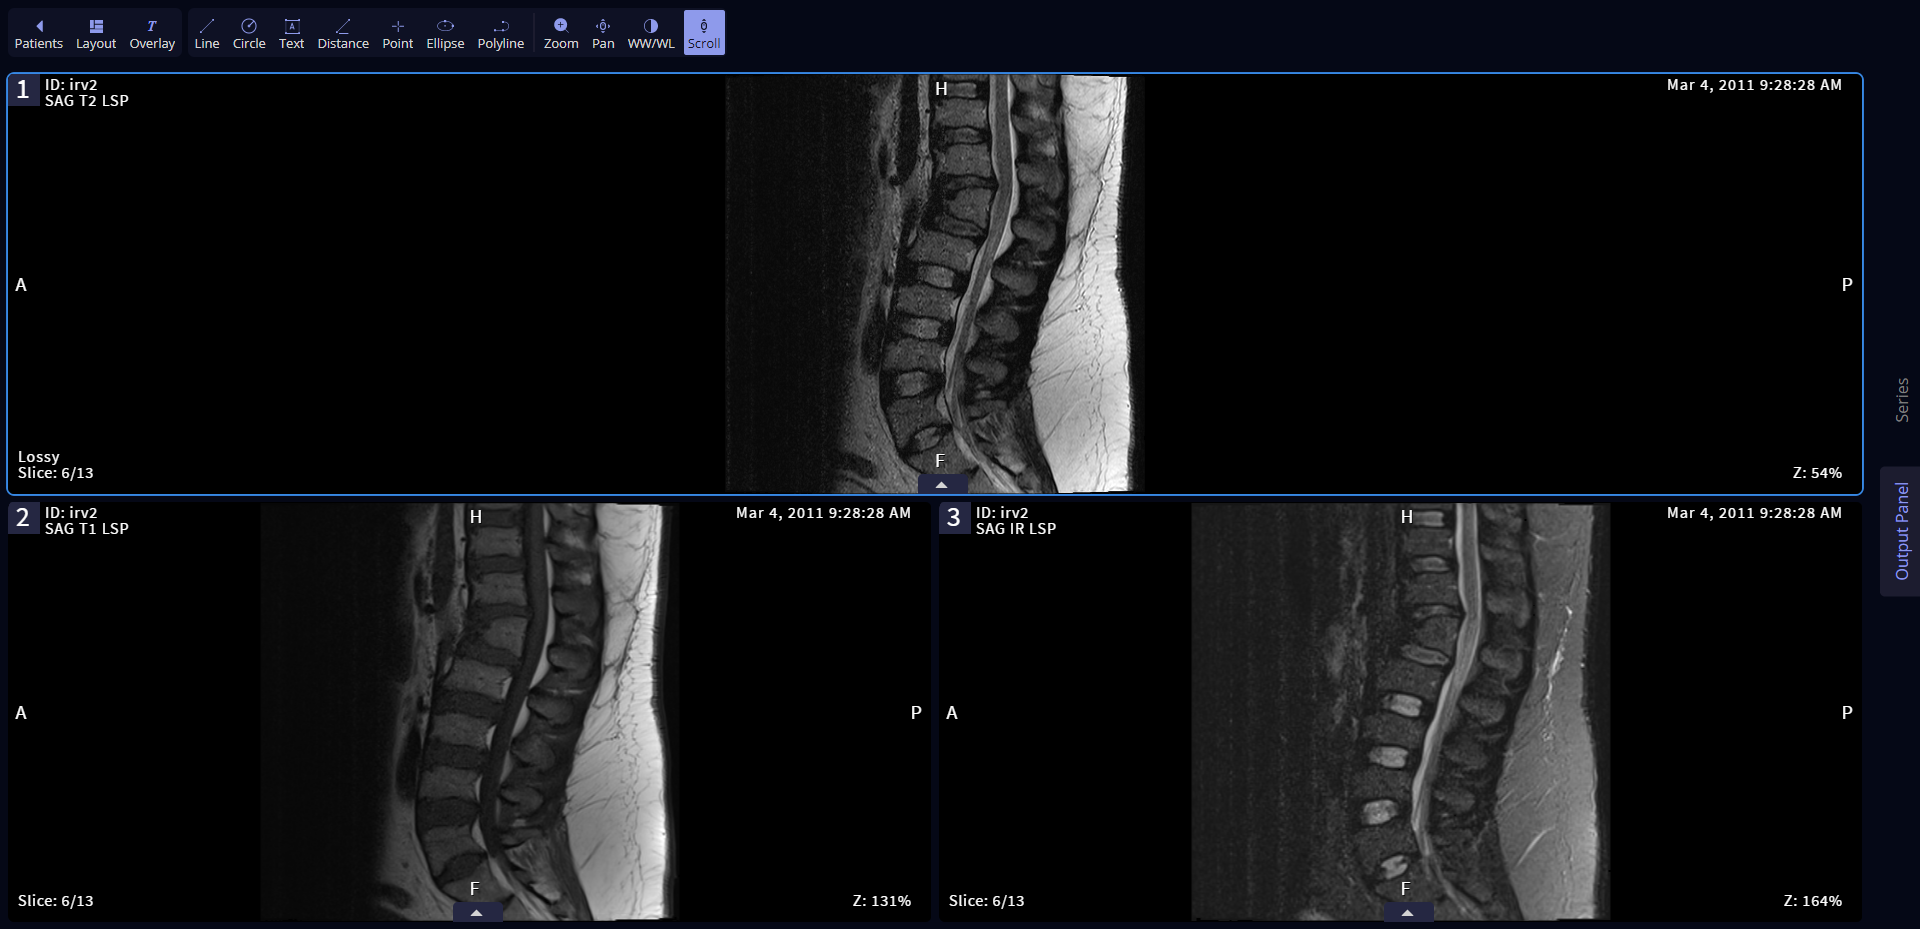 Patients
Layout
T
Overlay
Line
Circle
A
Text
Distance
Point
Ellipse
Polyline
Zoom
Pan
WW/WL
Scroll
1
ID: irv2
SAG T2 LSP
H
Mar 4, 2011 9:28:28 AM
A
P
Lossy
Slice: 6/13
F
Z: 54%
2
ID: irv2
SAG T1 LSP
H
Mar 4, 2011 9:28:28 AM
A
P
Slice: 6/13
F
Z: 131%
3
ID: irv2
SAG IR LSP
H
Mar 4, 2011 9:28:28 AM
A
P
Slice: 6/13
F
Z: 164%
Series
Output Panel